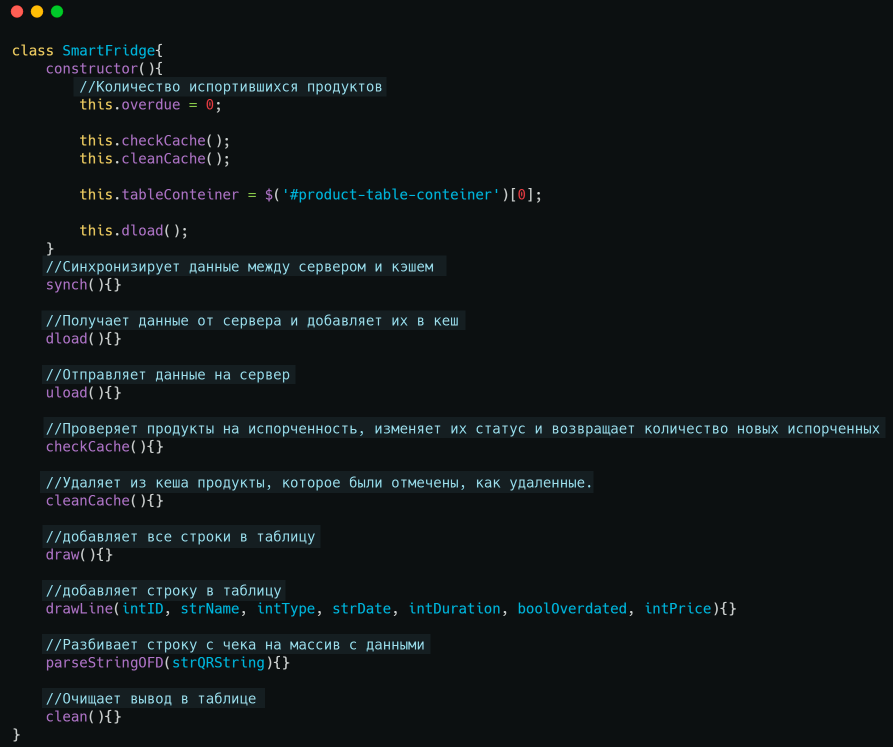 class SmartFridge{
constructor(){
//Количество испортившихся продуктов
this.overdue = 0;
this.checkCache();
this.cleanCache();
this.tableConteiner = $('#product-table-conteiner')[0];
this.dload();
}
//Синхронизирует данные между сервером и кэшем
synch(){}
//Получает данные от сервера и добавляет их в кеш
dload(){}
//Отправляет данные на сервер
uload(){}
//Проверяет продукты на испорченность, изменяет их статус и возвращает количество новых испорченных
checkCache(){}
//Удаляет из кеша продукты, которое были отмечены, как удаленные.
cleanCache(){}
//добавляет все строки в таблицу
draw(){}
//добавляет строку в таблицу
drawLine(intID, strName, intType, strDate, intDuration, boolOverdated, intPrice){}
//Разбивает строку с чека на массив с данными
parseStringOFD(strQRString){}
//Очищает вывод в таблице
clean(){}
}